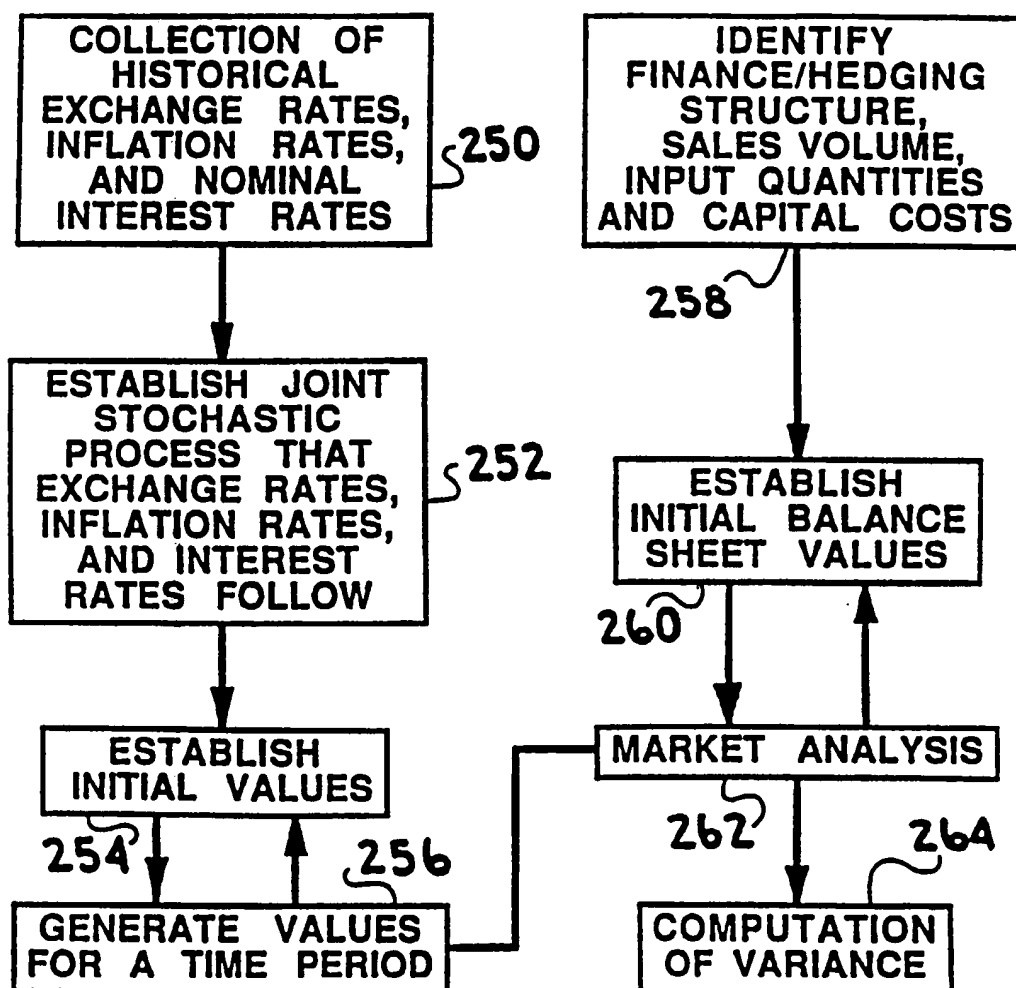 COLLECTION OF
HISTORICAL
EXCHANGE RATES,
INFLATION RATES,
AND NOMINAL
INTEREST RATES
250
ESTABLISH JOINT
STOCHASTIC
PROCESS THAT
EXCHANGE RATES,
INFLATION RATES,
AND INTEREST
RATES FOLLOW
252
ESTABLISH
INITIAL VALUES
254
256
GENERATE VALUES
FOR A TIME PERIOD
IDENTIFY
FINANCE/HEDGING
STRUCTURE,
SALES VOLUME,
INPUT QUANTITIES
AND CAPITAL COSTS
258
ESTABLISH
INITIAL BALANCE
SHEET VALUES
260
MARKET ANALYSIS
262
264
COMPUTATION
OF VARIANCE